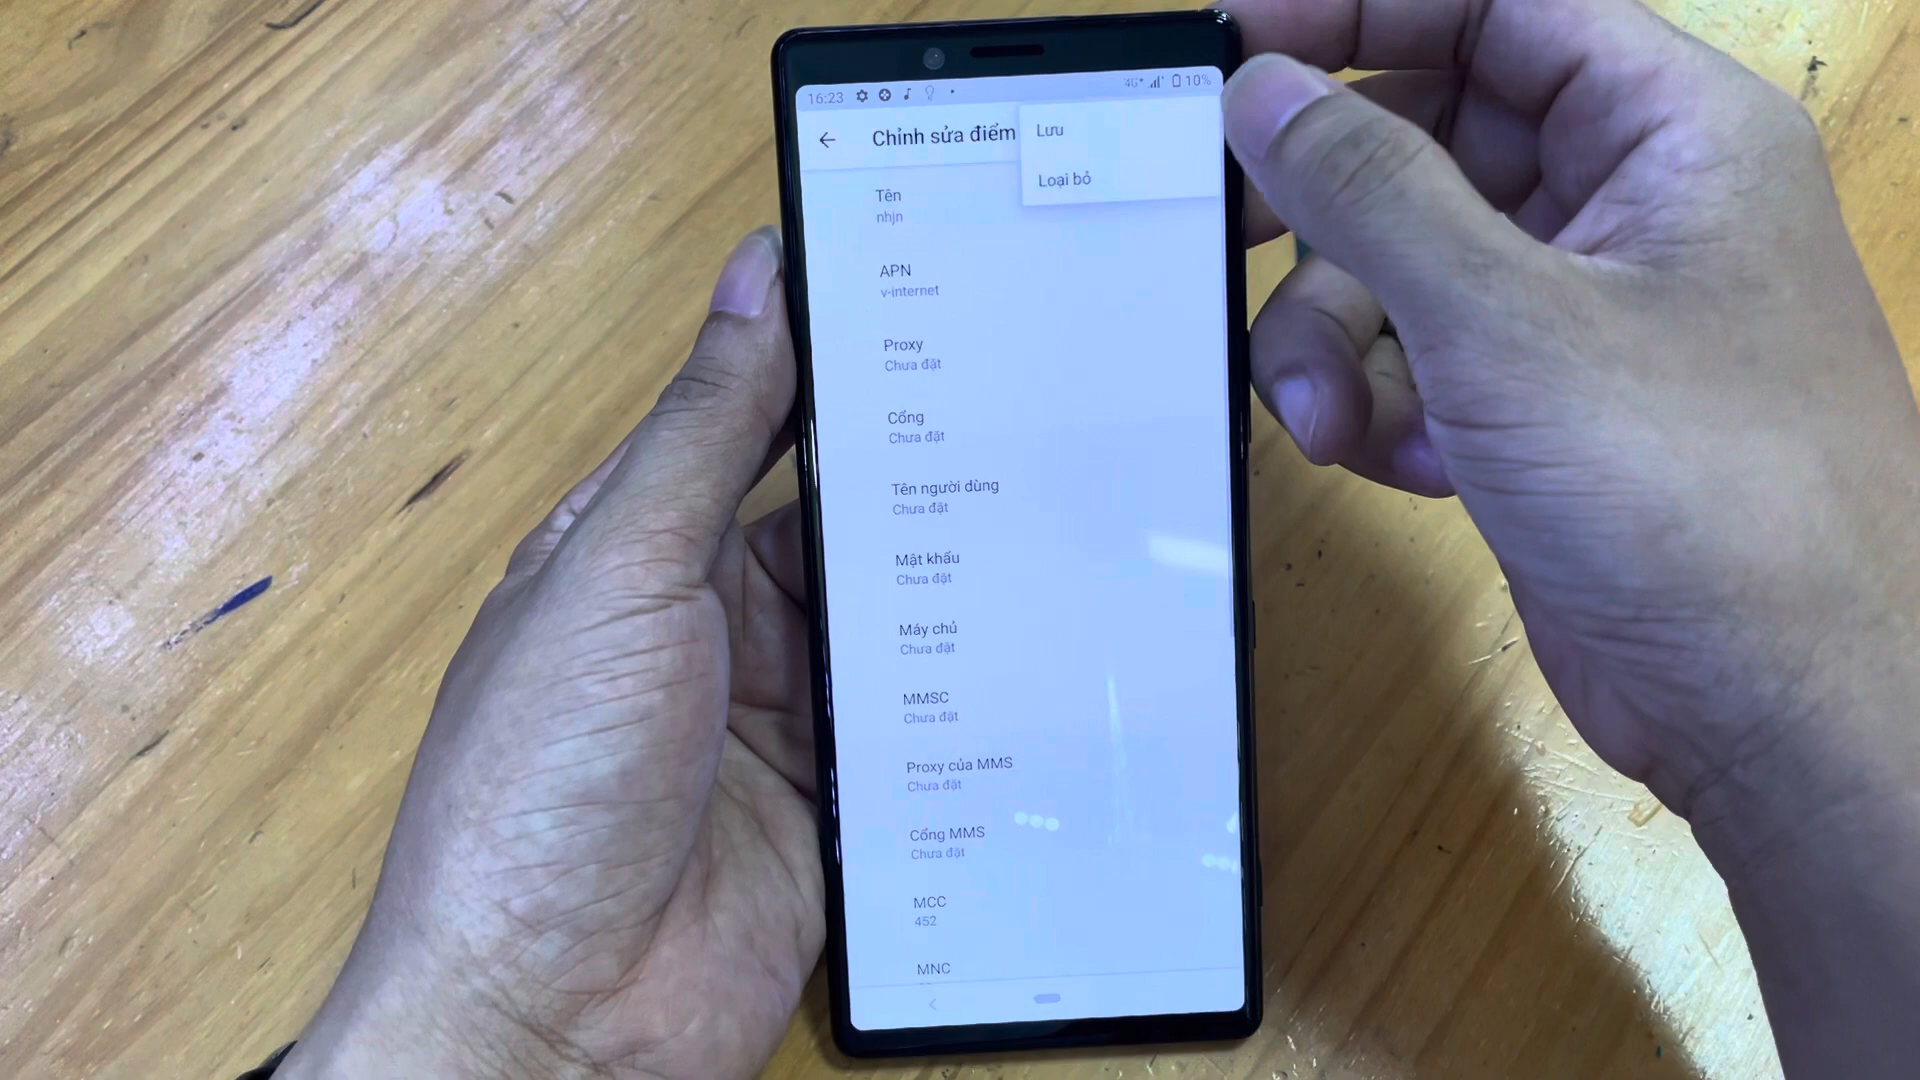 16:23
4G+
10%
Chỉnh sửa điểm
Lưu
Loại bỏ
Tên
nhjn
APN
v-internet
Proxy
Chưa đặt
Cổng
Chưa đặt
Tên người dùng
Chưa đặt
Mật khẩu
Chưa đặt
Máy chủ
Chưa đặt
MMSC
Chưa đặt
Proxy của MMS
Chưa đặt
Cổng MMS
Chưa đặt
MCC
452
MNC